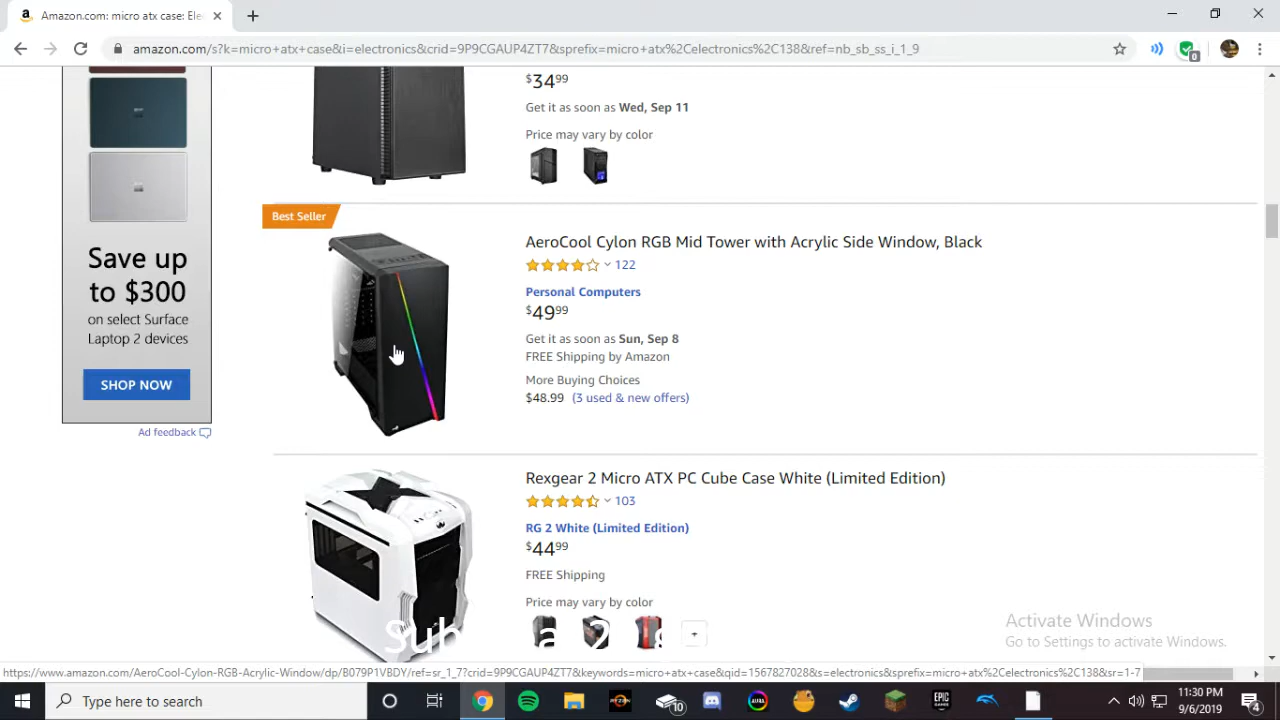 Amazon.com: micro atx case: Ele
amazon.com/s?k=micro+atx+case&i=electronics&crid=9P9CGAUP4ZT7&sprefix=micro+atx%2Celectronics%2C138&ref=nb_sb_ss_i_1_9
0
$34.99
Get it as soon as Wed, Sep 11
Price may vary by color
Save up
to $300
on select Surface
Laptop 2 devices
SHOP NOW
Ad feedback
Best Seller
AeroCool Cylon RGB Mid Tower with Acrylic Side Window, Black
122
Personal Computers
$49.99
Get it as soon as Sun, Sep 8
FREE Shipping by Amazon
More Buying Choices
$48.99 (3 used & new offers)
Rexgear 2 Micro ATX PC Cube Case White (Limited Edition)
103
RG 2 White (Limited Edition)
$44.99
FREE Shipping
Price may vary by color
Activate Windows
Go to Settings to activate Windows.
https://www.amazon.com/AeroCool-Cylon-RGB-Acrylic-Window/dp/B079P1VBDY/ref=sr_1_7?crid=9P9CGAUP4ZT7&keywords=micro+atx+case&qid=1567827028&s=electronics&sprefix=micro+atx%2Celectronics%2C138&sr=1-7
Type here to search
RYZEN
10
AURA
EPIC
GAMES
11:30 PM
9/6/2019
4